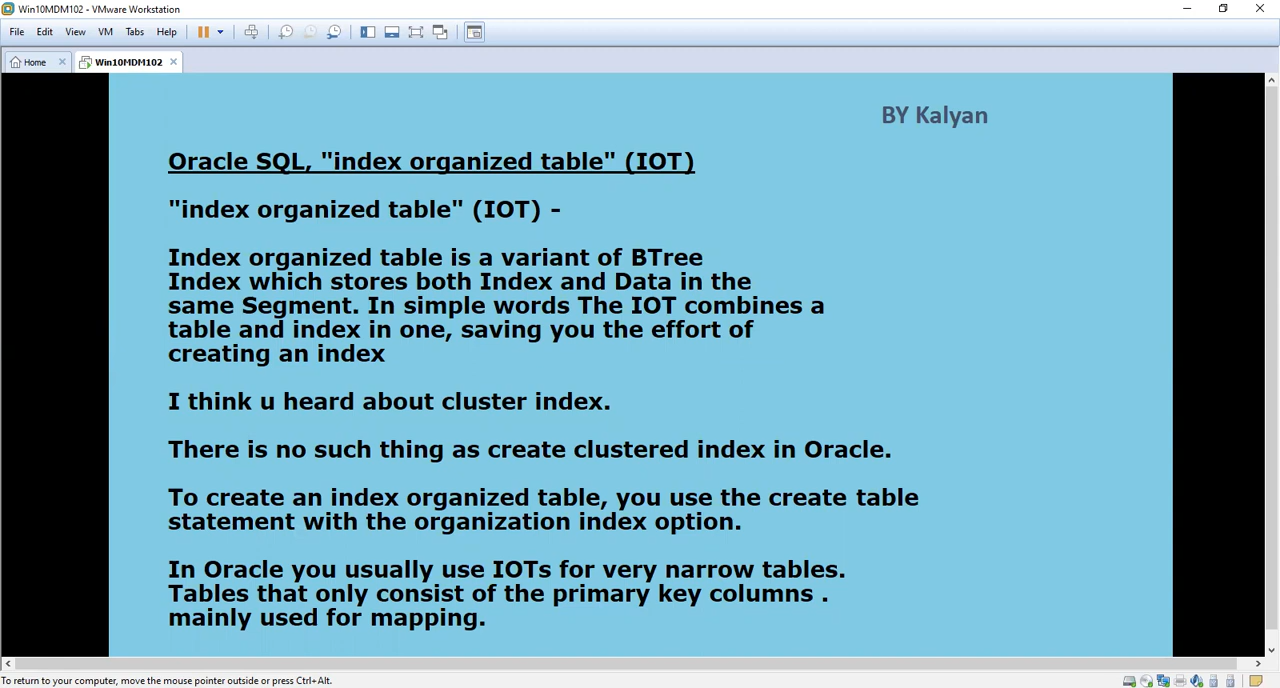 Win10MDM102 - VMware Workstation
File Edit View VM Tabs Help
Home Win10MDM102
BY Kalyan
Oracle SQL, "index organized table" (IOT)
"index organized table" (IOT) -
Index organized table is a variant of BTree
Index which stores both Index and Data in the
same Segment. In simple words The IOT combines a
table and index in one, saving you the effort of
creating an index
I think u heard about cluster index.
There is no such thing as create clustered index in Oracle.
To create an index organized table, you use the create table
statement with the organization index option.
In Oracle you usually use IOTs for very narrow tables.
Tables that only consist of the primary key columns .
mainly used for mapping.
To return to your computer, move the mouse pointer outside or press Ctrl+Alt.